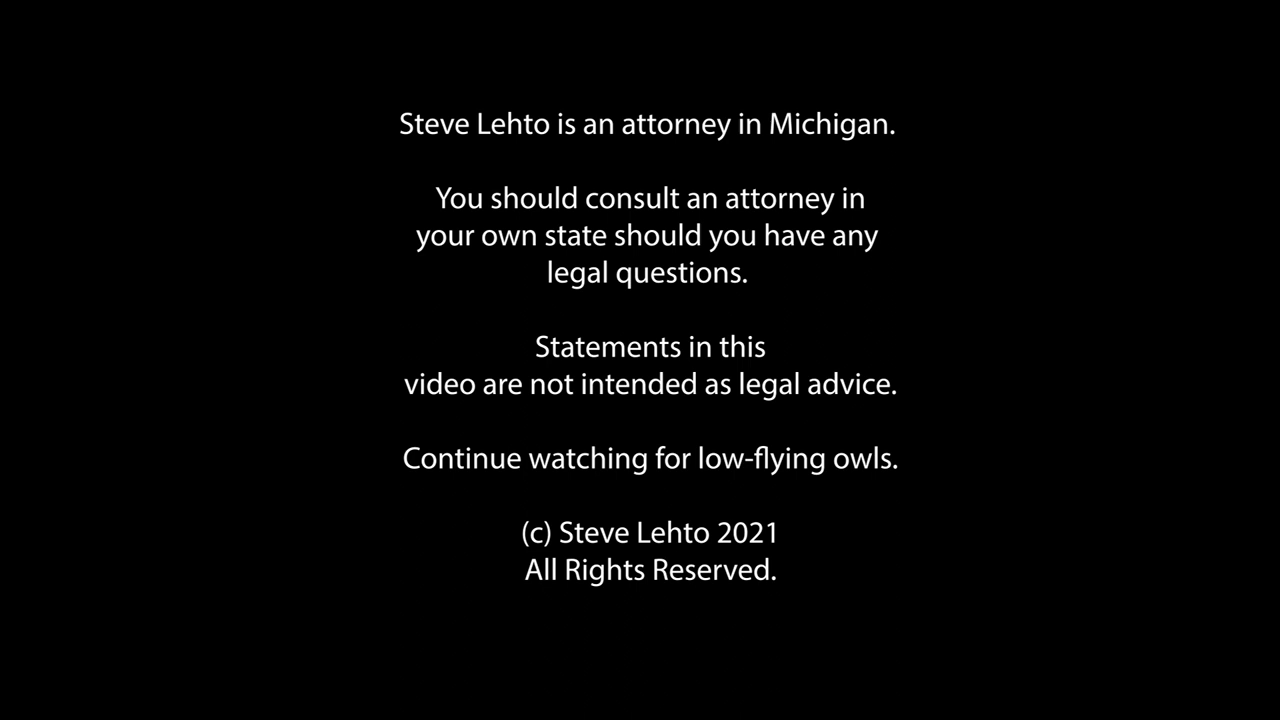 Steve Lehto is an attorney in Michigan.
You should consult an attorney in
your own state should you have any
legal questions.
Statements in this
video are not intended as legal advice.
Continue watching for low-flying owls.
(c) Steve Lehto 2021
All Rights Reserved.